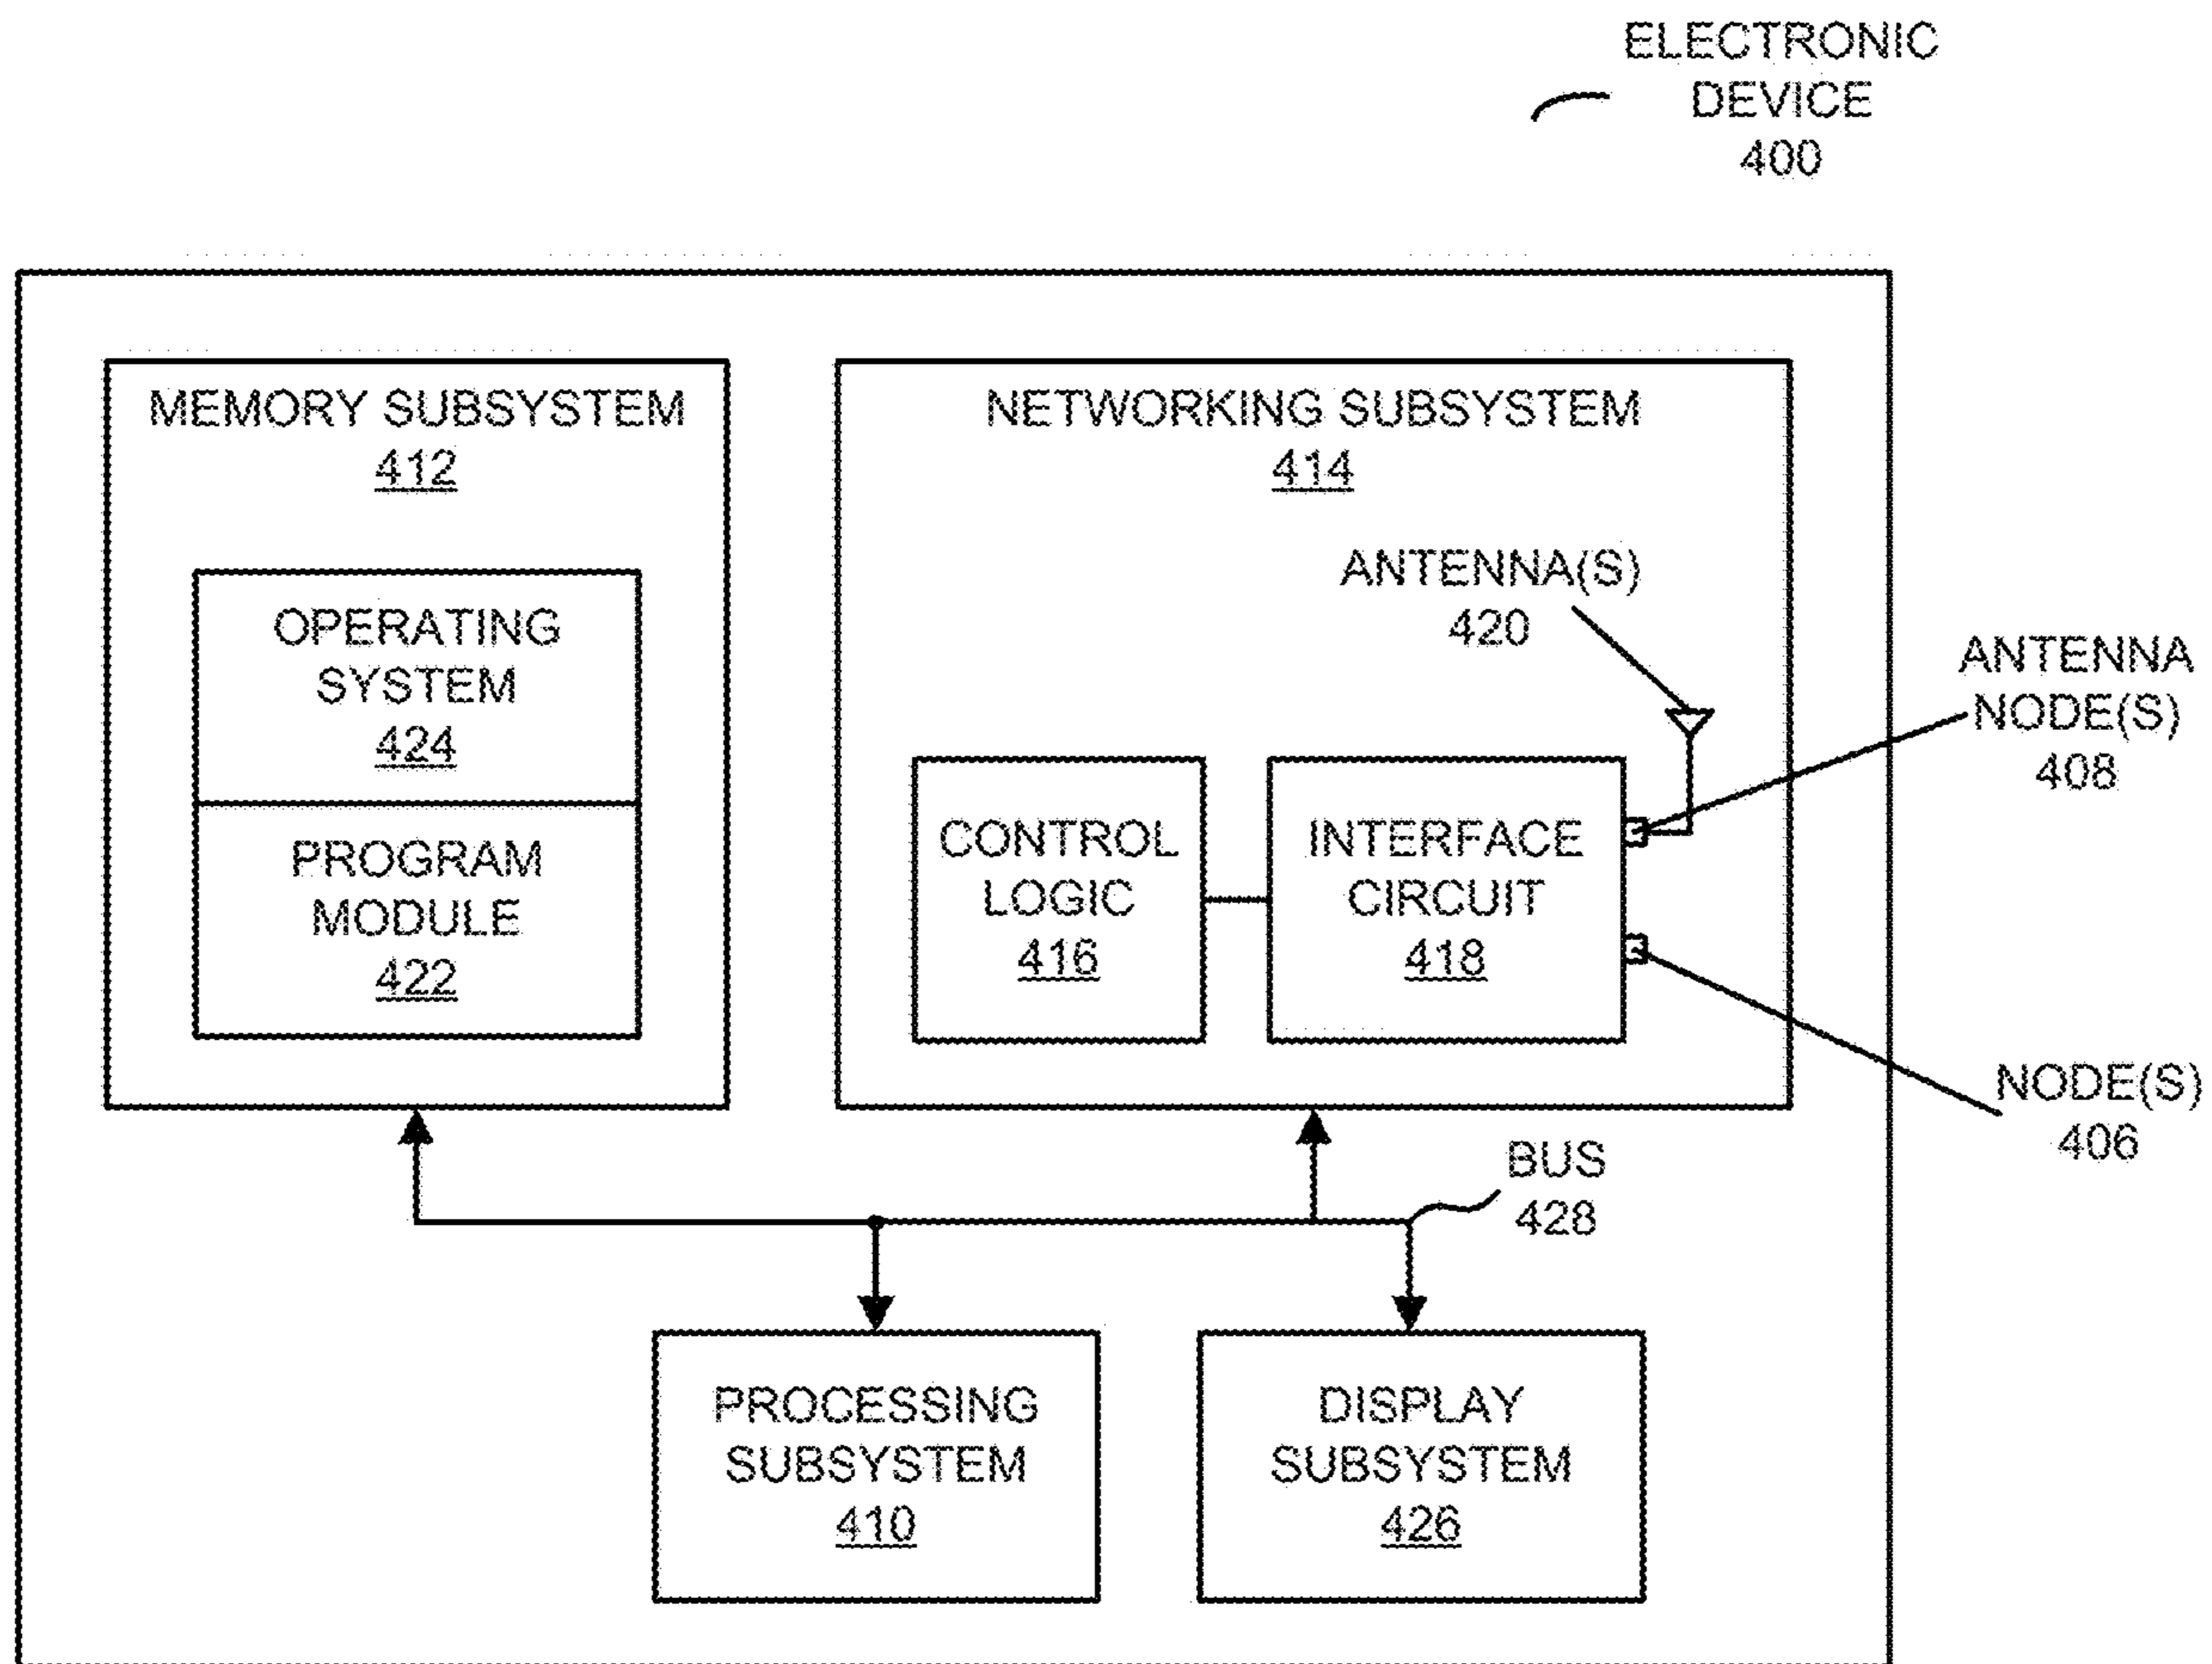 ELECTRONIC
DEVICE
400
MEMORY SUBSYSTEM
412
OPERATING
SYSTEM
424
PROGRAM
MODULE
422
NETWORKING SUBSYSTEM
414
ANTENNA(S)
420
CONTROL
LOGIC
416
INTERFACE
CIRCUIT
418
ANTENNA
NODE(S)
408
NODE(S)
406
BUS
428
PROCESSING
SUBSYSTEM
410
DISPLAY
SUBSYSTEM
426